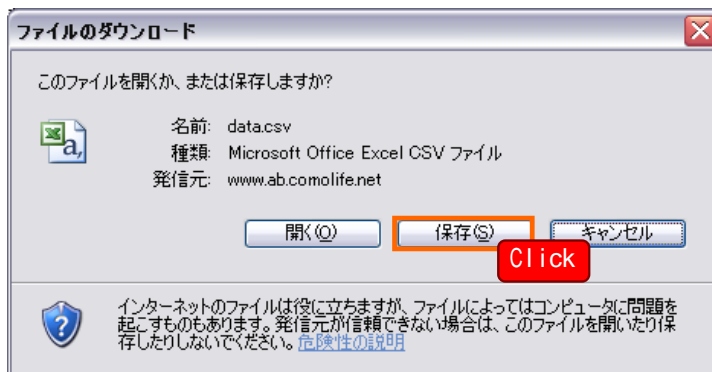 ファイルのダウンロード
このファイルを開くか、または保存しますか?
名前: data.csv
a,
種類: Microsoft Office Excel CSV ファイル
発信元: www.ab.comolife.net
開く(O) 保存(S) キャンセル
Click
インターネットのファイルは役に立ちますが、ファイルによってはコンピュータに問題を
起こすものもあります。発信元が信頼できない場合は、このファイルを開いたり保
存したりしないでください。危険性の説明